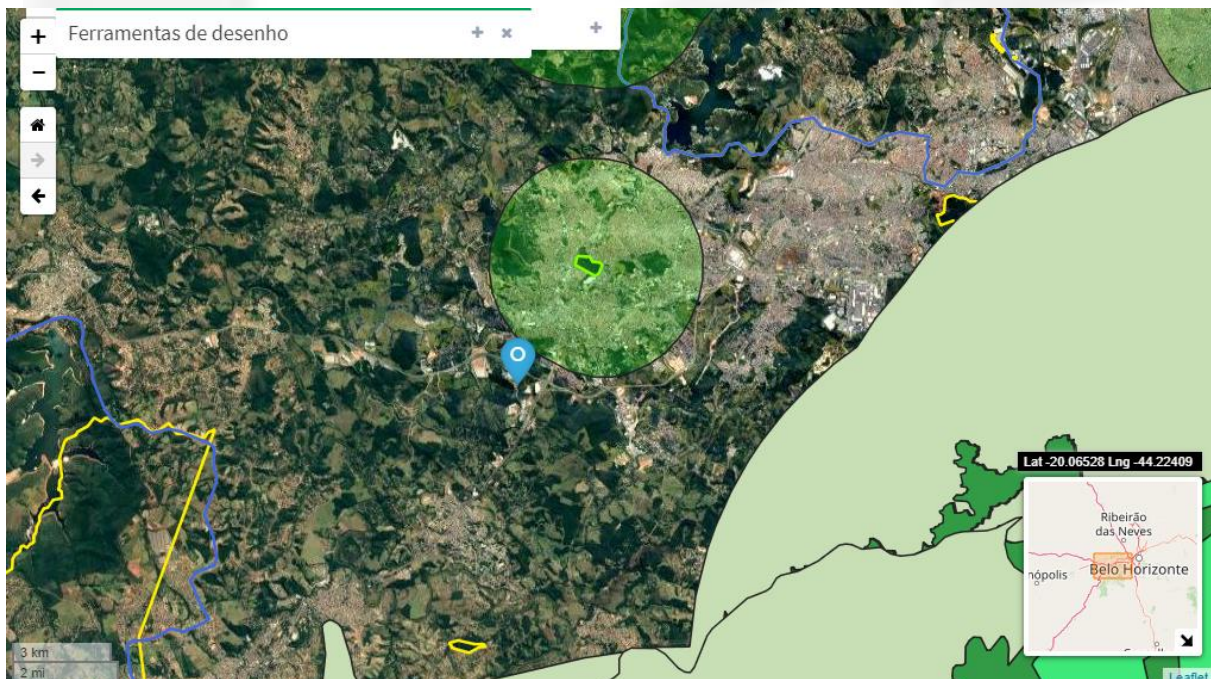 Ferramentas de desenho
Lat -20.06528 Lng -44.22409
Ribeirão
das Neves
Belo Horizonte
nópolis
3 km
2 mi
Leaflet